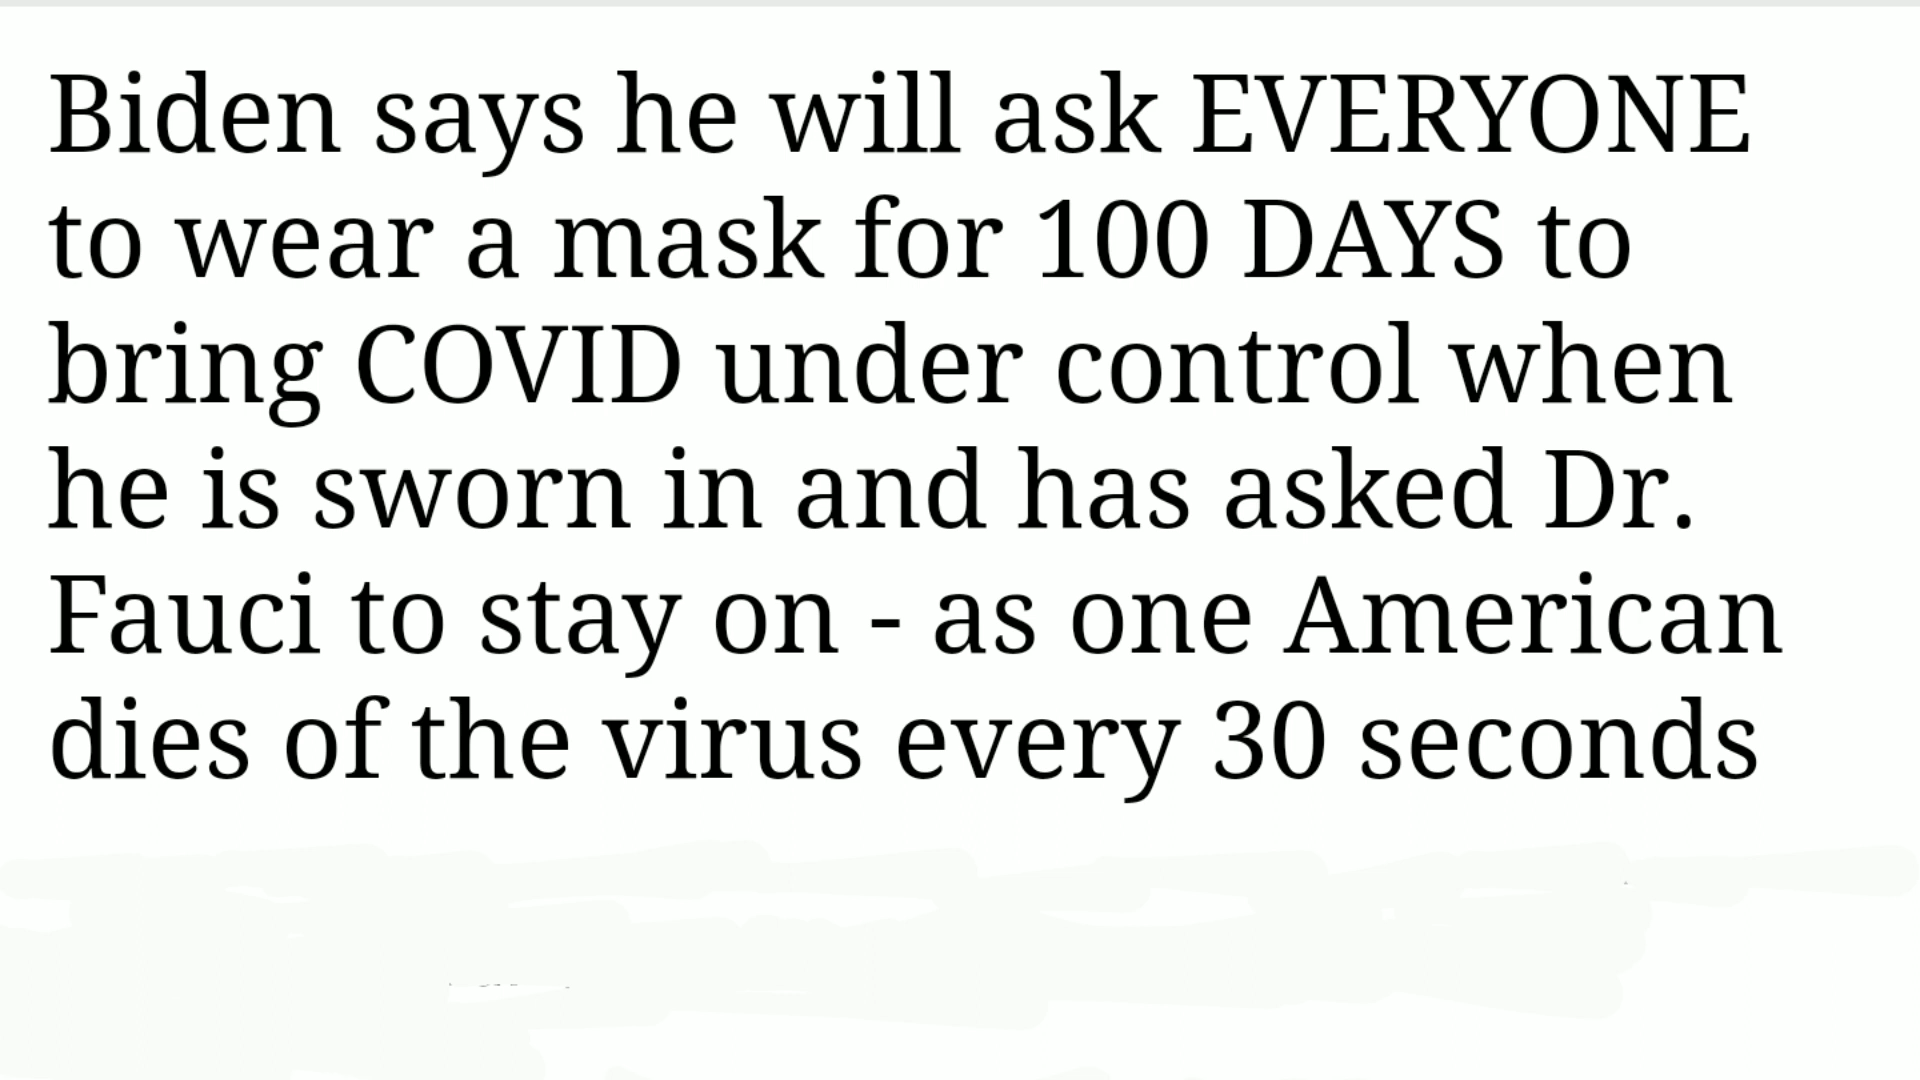 Biden says he will ask EVERYONE
to wear a mask for 100 DAYS to
bring COVID under control when
he is sworn in and has asked Dr.
Fauci to stay on - as one American
dies of the virus every 30 seconds